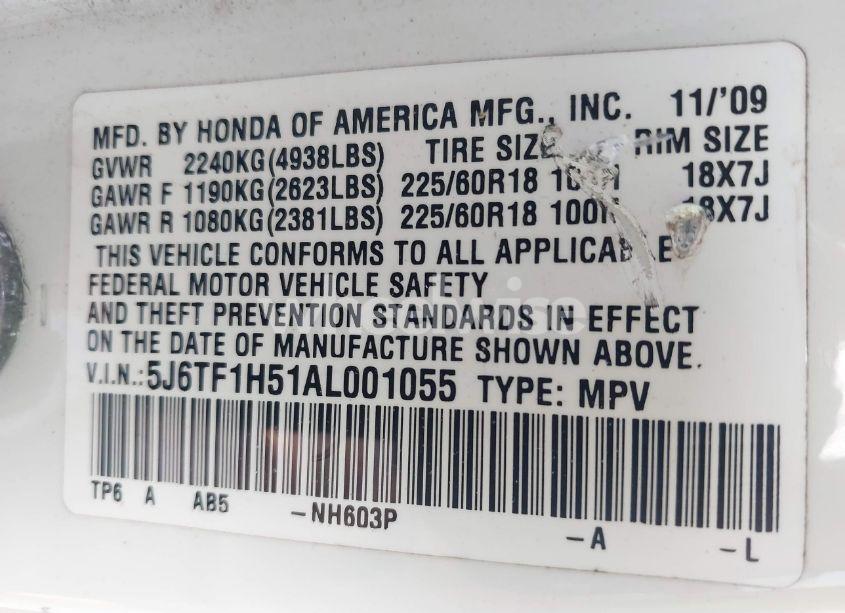 MFD. BY HONDA OF AMERICA MFG., INC. 11/'09
GVWR 2240KG(4938LBS) TIRE SIZE RIM SIZE
GAWR F 1190KG(2623LBS) 225/60R18 18X7J
GAWR R 1080KG(2381LBS) 225/60R18 100H 18X7J
THIS VEHICLE CONFORMS TO ALL APPLICABLE
FEDERAL MOTOR VEHICLE SAFETY
AND THEFT PREVENTION STANDARDS IN EFFECT
ON THE DATE OF MANUFACTURE SHOWN ABOVE.
V.I.N.:5J6TF1H51AL001055 TYPE: MPV
TP6 A AB5 -NH603P -A -L